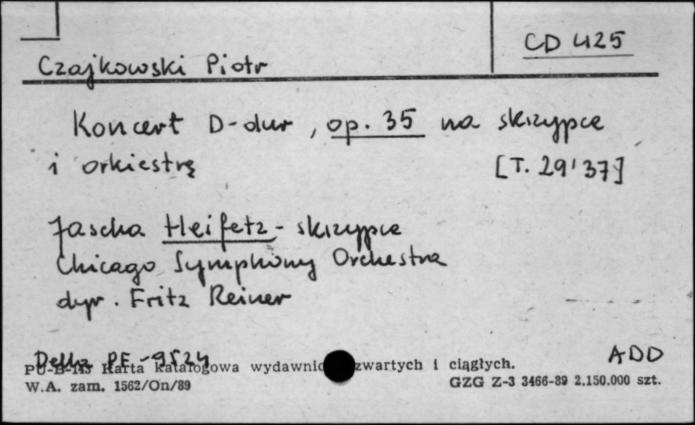 CD 425
Czajkowski Piotr
Koncert D-dur, op. 35 na skrzypce
i orkiestrę [T. 29'37]
Jascha Heifetz - skrzypce
Chicago Symphony Orchestra
dyr. Fritz Reiner
Delta PF-9524 ADD
Karta katalogowa wydawnic zwartych i ciągłych.
W.A. zam. 1562/On/89 GZG Z-3 3466-89 2.150.000 szt.